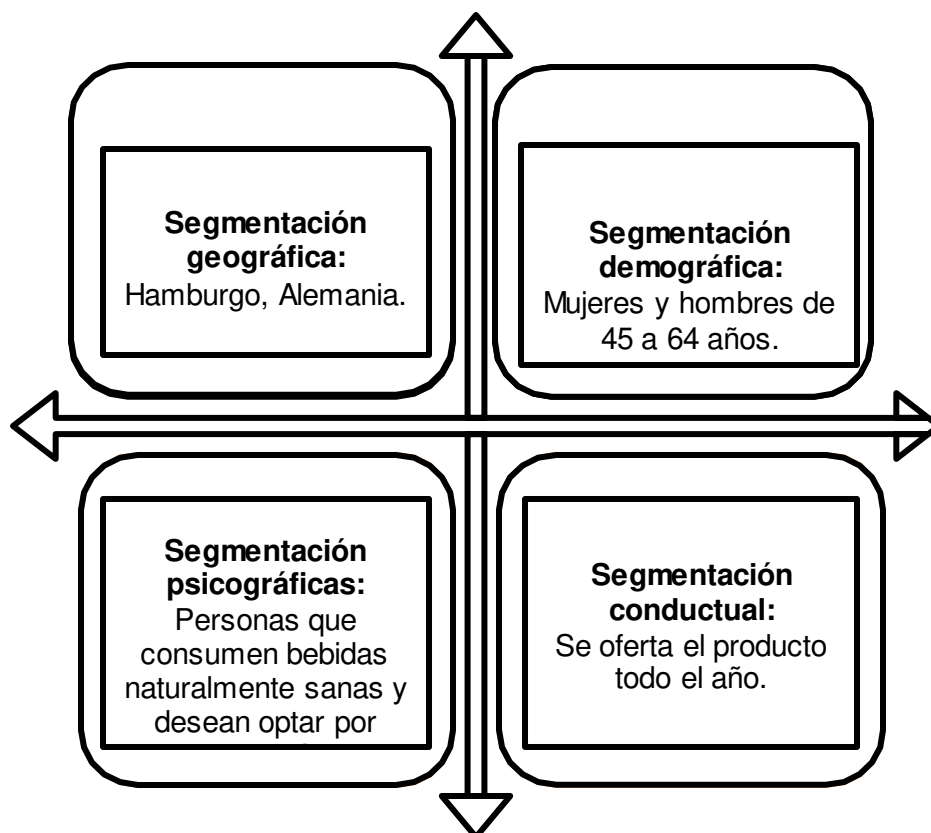 Segmentación
geográfica:
Hamburgo, Alemania.
Segmentación
demográfica:
Mujeres y hombres de
45 a 64 años.
Segmentación
psicográficas:
Personas que
consumen bebidas
naturalmente sanas y
desean optar por
Segmentación
conductual:
Se oferta el producto
todo el año.